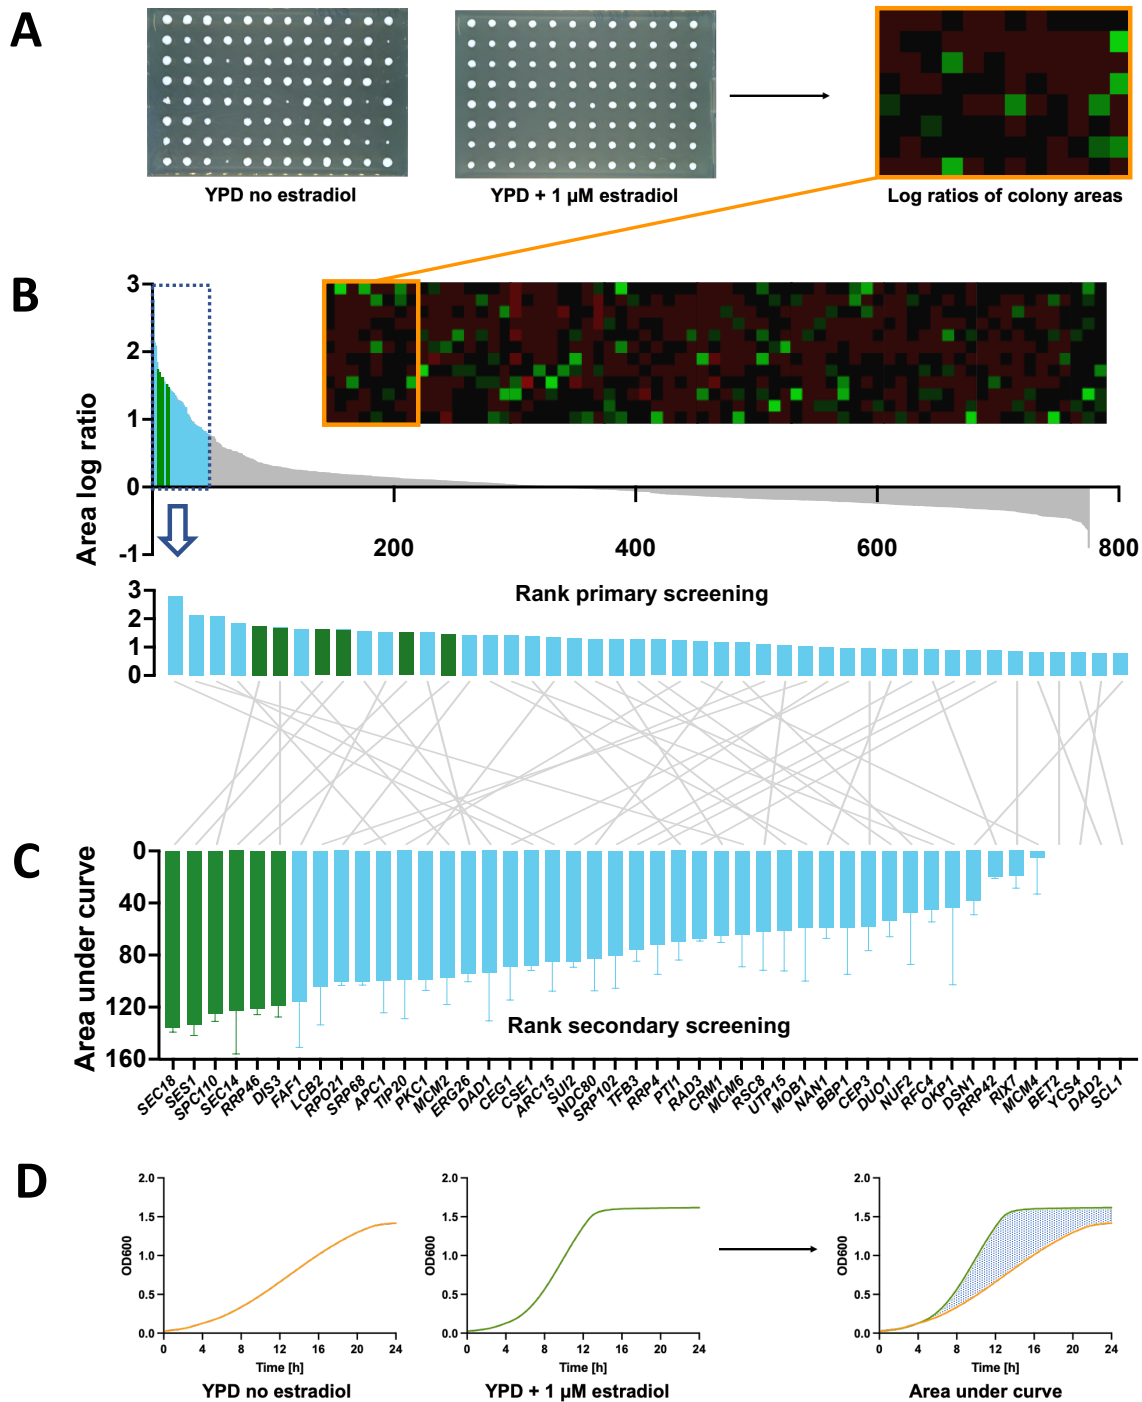 A
YPD no estradiol
YPD + 1 µM estradiol
Log ratios of colony areas
B
3
2
1
0
-1
Area log ratio
200
400
600
800
Rank primary screening
3
2
1
0
C
0
40
80
120
160
Area under curve
Rank secondary screening
SEC18
SES1
SPC110
SEC14
RRP46
DIS3
FAF1
LCB2
RPO21
SRP68
APC1
TIP20
PKC1
MCM2
ERG26
DAD1
CEG1
CSE1
ARC15
SUI2
NDC80
SRP102
TFB3
RRP4
PTI1
RAD3
CRM1
MCM6
RSC8
UTP15
MOB1
NAN1
BBP1
CEP3
DUO1
NUF2
RFC4
OKP1
DSN1
RRP42
RIX7
MCM4
BET2
YCS4
DAD2
SCL1
D
2.0
1.5
1.0
0.5
0.0
OD600
0 4 8 12 16 20 24
Time [h]
YPD no estradiol
2.0
1.5
1.0
0.5
0.0
OD600
0 4 8 12 16 20 24
Time [h]
YPD + 1 µM estradiol
2.0
1.5
1.0
0.5
0.0
OD600
0 4 8 12 16 20 24
Time [h]
Area under curve